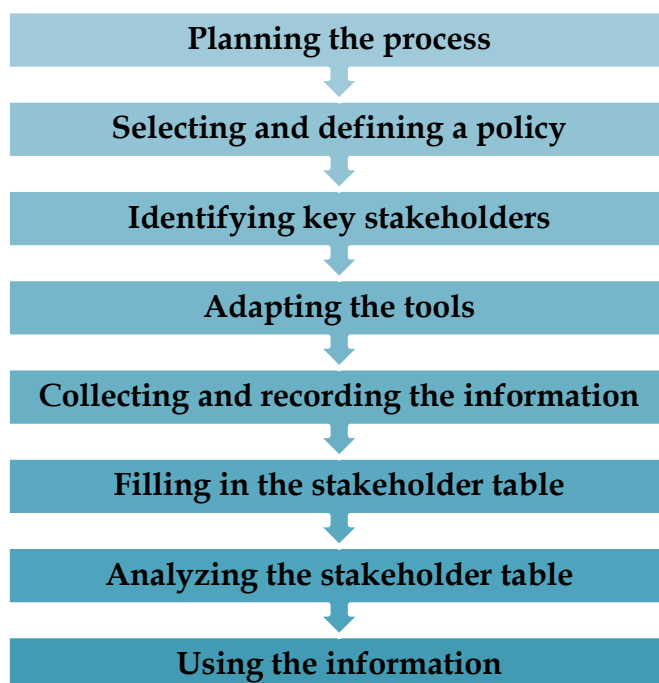 Planning the process
Selecting and defining a policy
Identifying key stakeholders
Adapting the tools
Collecting and recording the information
Filling in the stakeholder table
Analyzing the stakeholder table
Using the information